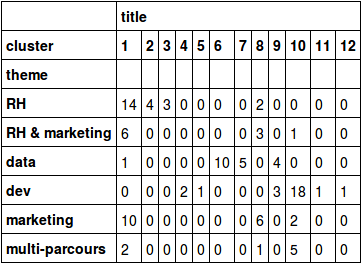 title
cluster 1 2 3 4 5 6 7 8 9 10 11 12
theme
RH 14 4 3 0 0 0 0 2 0 0 0 0
RH & marketing 6 0 0 0 0 0 0 3 0 1 0 0
data 1 0 0 0 0 10 5 0 4 0 0 0
dev 0 0 0 2 1 0 0 0 3 18 1 1
marketing 10 0 0 0 0 0 0 6 0 2 0 0
multi-parcours 2 0 0 0 0 0 0 1 0 5 0 0